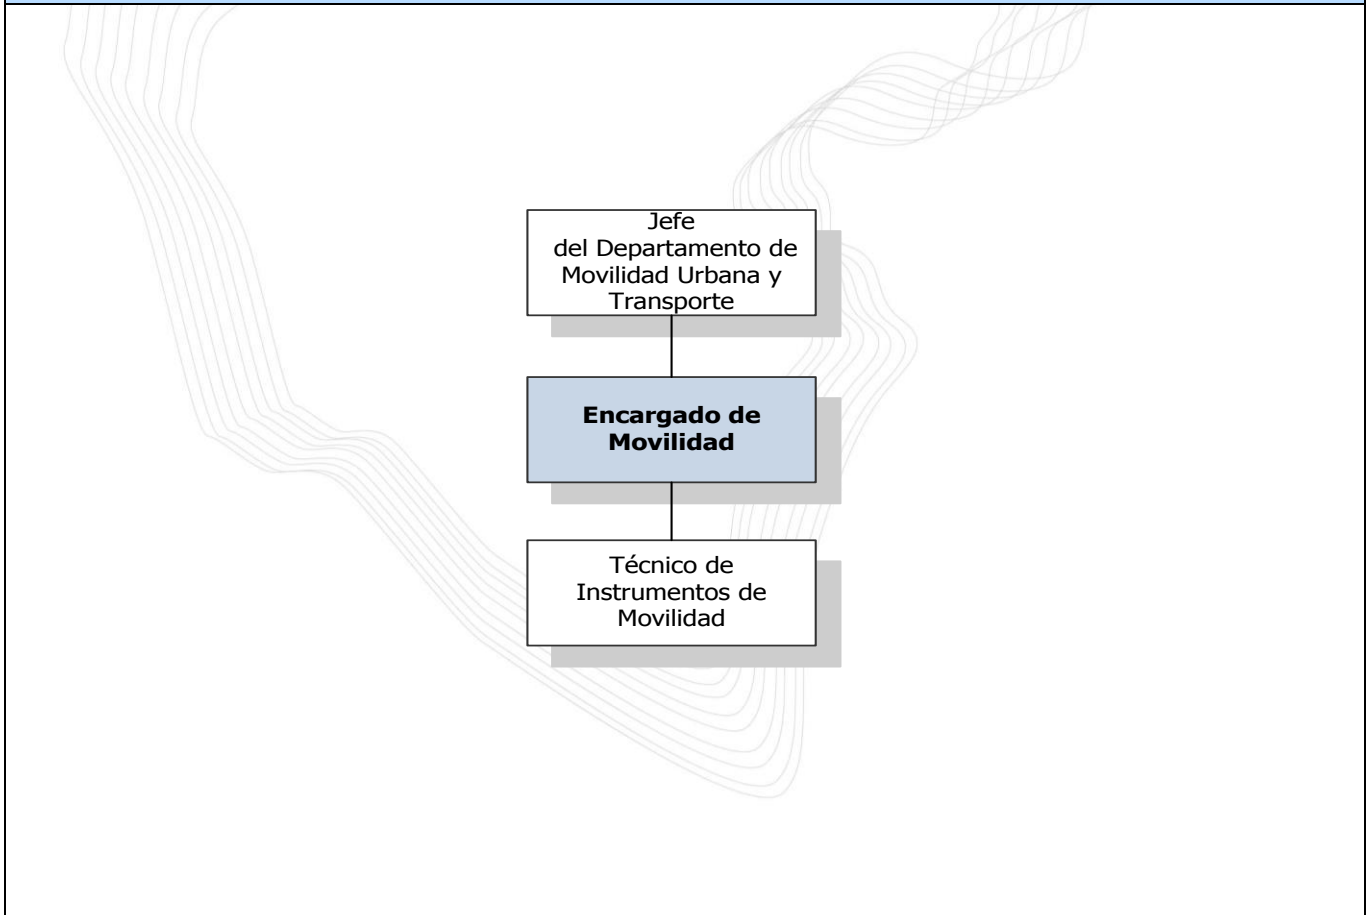 Jefe
del Departamento de
Movilidad Urbana y
Transporte
Encargado de
Movilidad
Técnico de
Instrumentos de
Movilidad